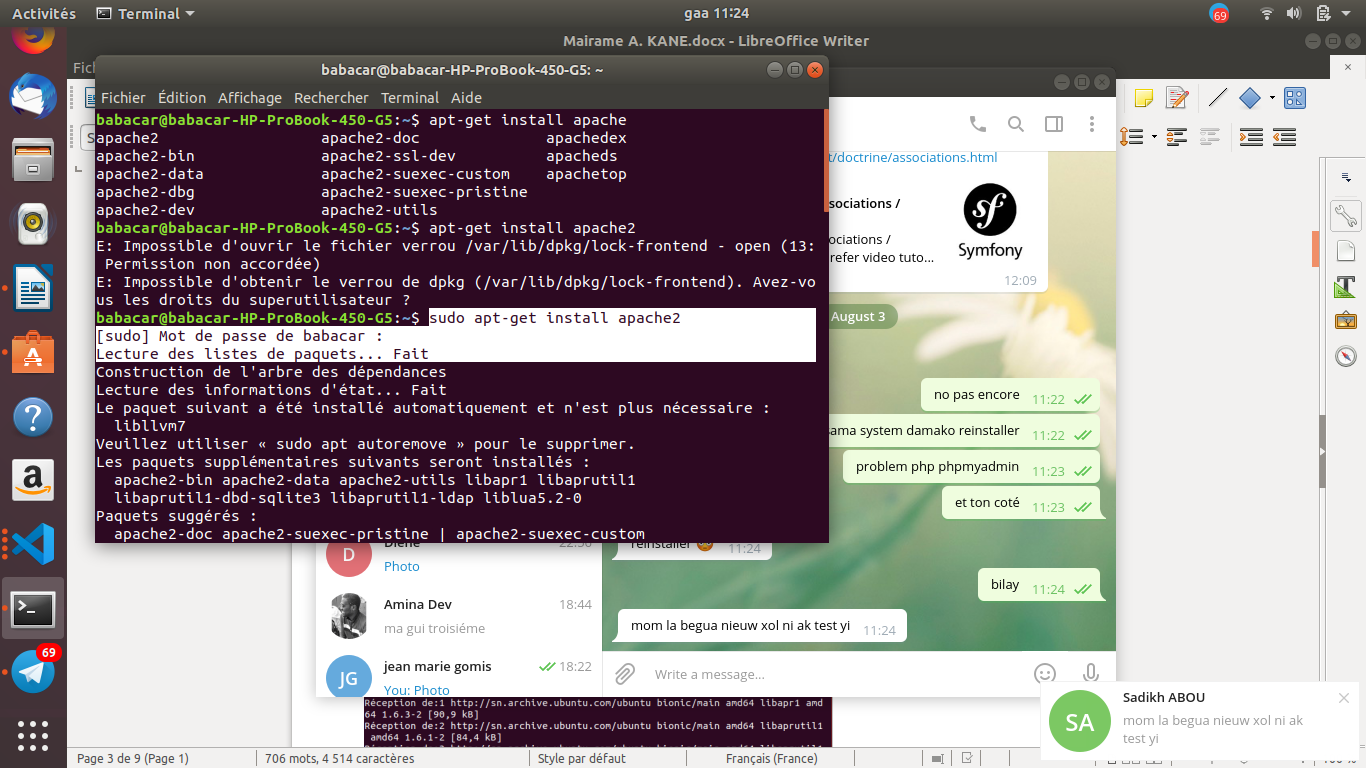 Activités
Terminal
gaa 11:24
69
Mairame A. KANE.docx - LibreOffice Writer
babacar@babacar-HP-ProBook-450-G5: ~
Fichier Édition Affichage Rechercher Terminal Aide
babacar@babacar-HP-ProBook-450-G5:~$ apt-get install apache
apache2 apache2-doc apachedex
apache2-bin apache2-ssl-dev apacheds
apache2-data apache2-suexec-custom apachetop
apache2-dbg apache2-suexec-pristine
apache2-dev apache2-utils
babacar@babacar-HP-ProBook-450-G5:~$ apt-get install apache2
E: Impossible d'ouvrir le fichier verrou /var/lib/dpkg/lock-frontend - open (13:
Permission non accordée)
E: Impossible d'obtenir le verrou de dpkg (/var/lib/dpkg/lock-frontend). Avez-vo
us les droits du superutilisateur ?
babacar@babacar-HP-ProBook-450-G5:~$ sudo apt-get install apache2
[sudo] Mot de passe de babacar :
Lecture des listes de paquets... Fait
Construction de l'arbre des dépendances
Lecture des informations d'état... Fait
Le paquet suivant a été installé automatiquement et n'est plus nécessaire :
libllvm7
Veuillez utiliser « sudo apt autoremove » pour le supprimer.
Les paquets supplémentaires suivants seront installés :
apache2-bin apache2-data apache2-utils libapr1 libaprutil1
libaprutil1-dbd-sqlite3 libaprutil1-ldap liblua5.2-0
Paquets suggérés :
apache2-doc apache2-suexec-pristine | apache2-suexec-custom
t/doctrine/associations.html
ssociations /
sociations /
refer video tuto...
sf
Symfony
12:09
August 3
no pas encore 11:22
sama system damako reinstaller 11:22
problem php phpmyadmin 11:23
et ton coté 11:23
reinstaller 11:24
bilay 11:24
mom la begua nieuw xol ni ak test yi 11:24
Write a message...
D
Diene 22:56
Photo
Amina Dev 18:44
ma gui troisiéme
JG
jean marie gomis 18:22
You: Photo
69
Réception de:1 http://sn.archive.ubuntu.com/ubuntu bionic/main amd64 libapr1 amd
64 1.6.3-2 [90,9 kB]
Réception de:2 http://sn.archive.ubuntu.com/ubuntu bionic/main amd64 libaprutil1
amd64 1.6.1-2 [84,4 kB]
SA
Sadikh ABOU
mom la begua nieuw xol ni ak
test yi
Page 3 de 9 (Page 1)
706 mots, 4 514 caractères
Style par défaut
Français (France)